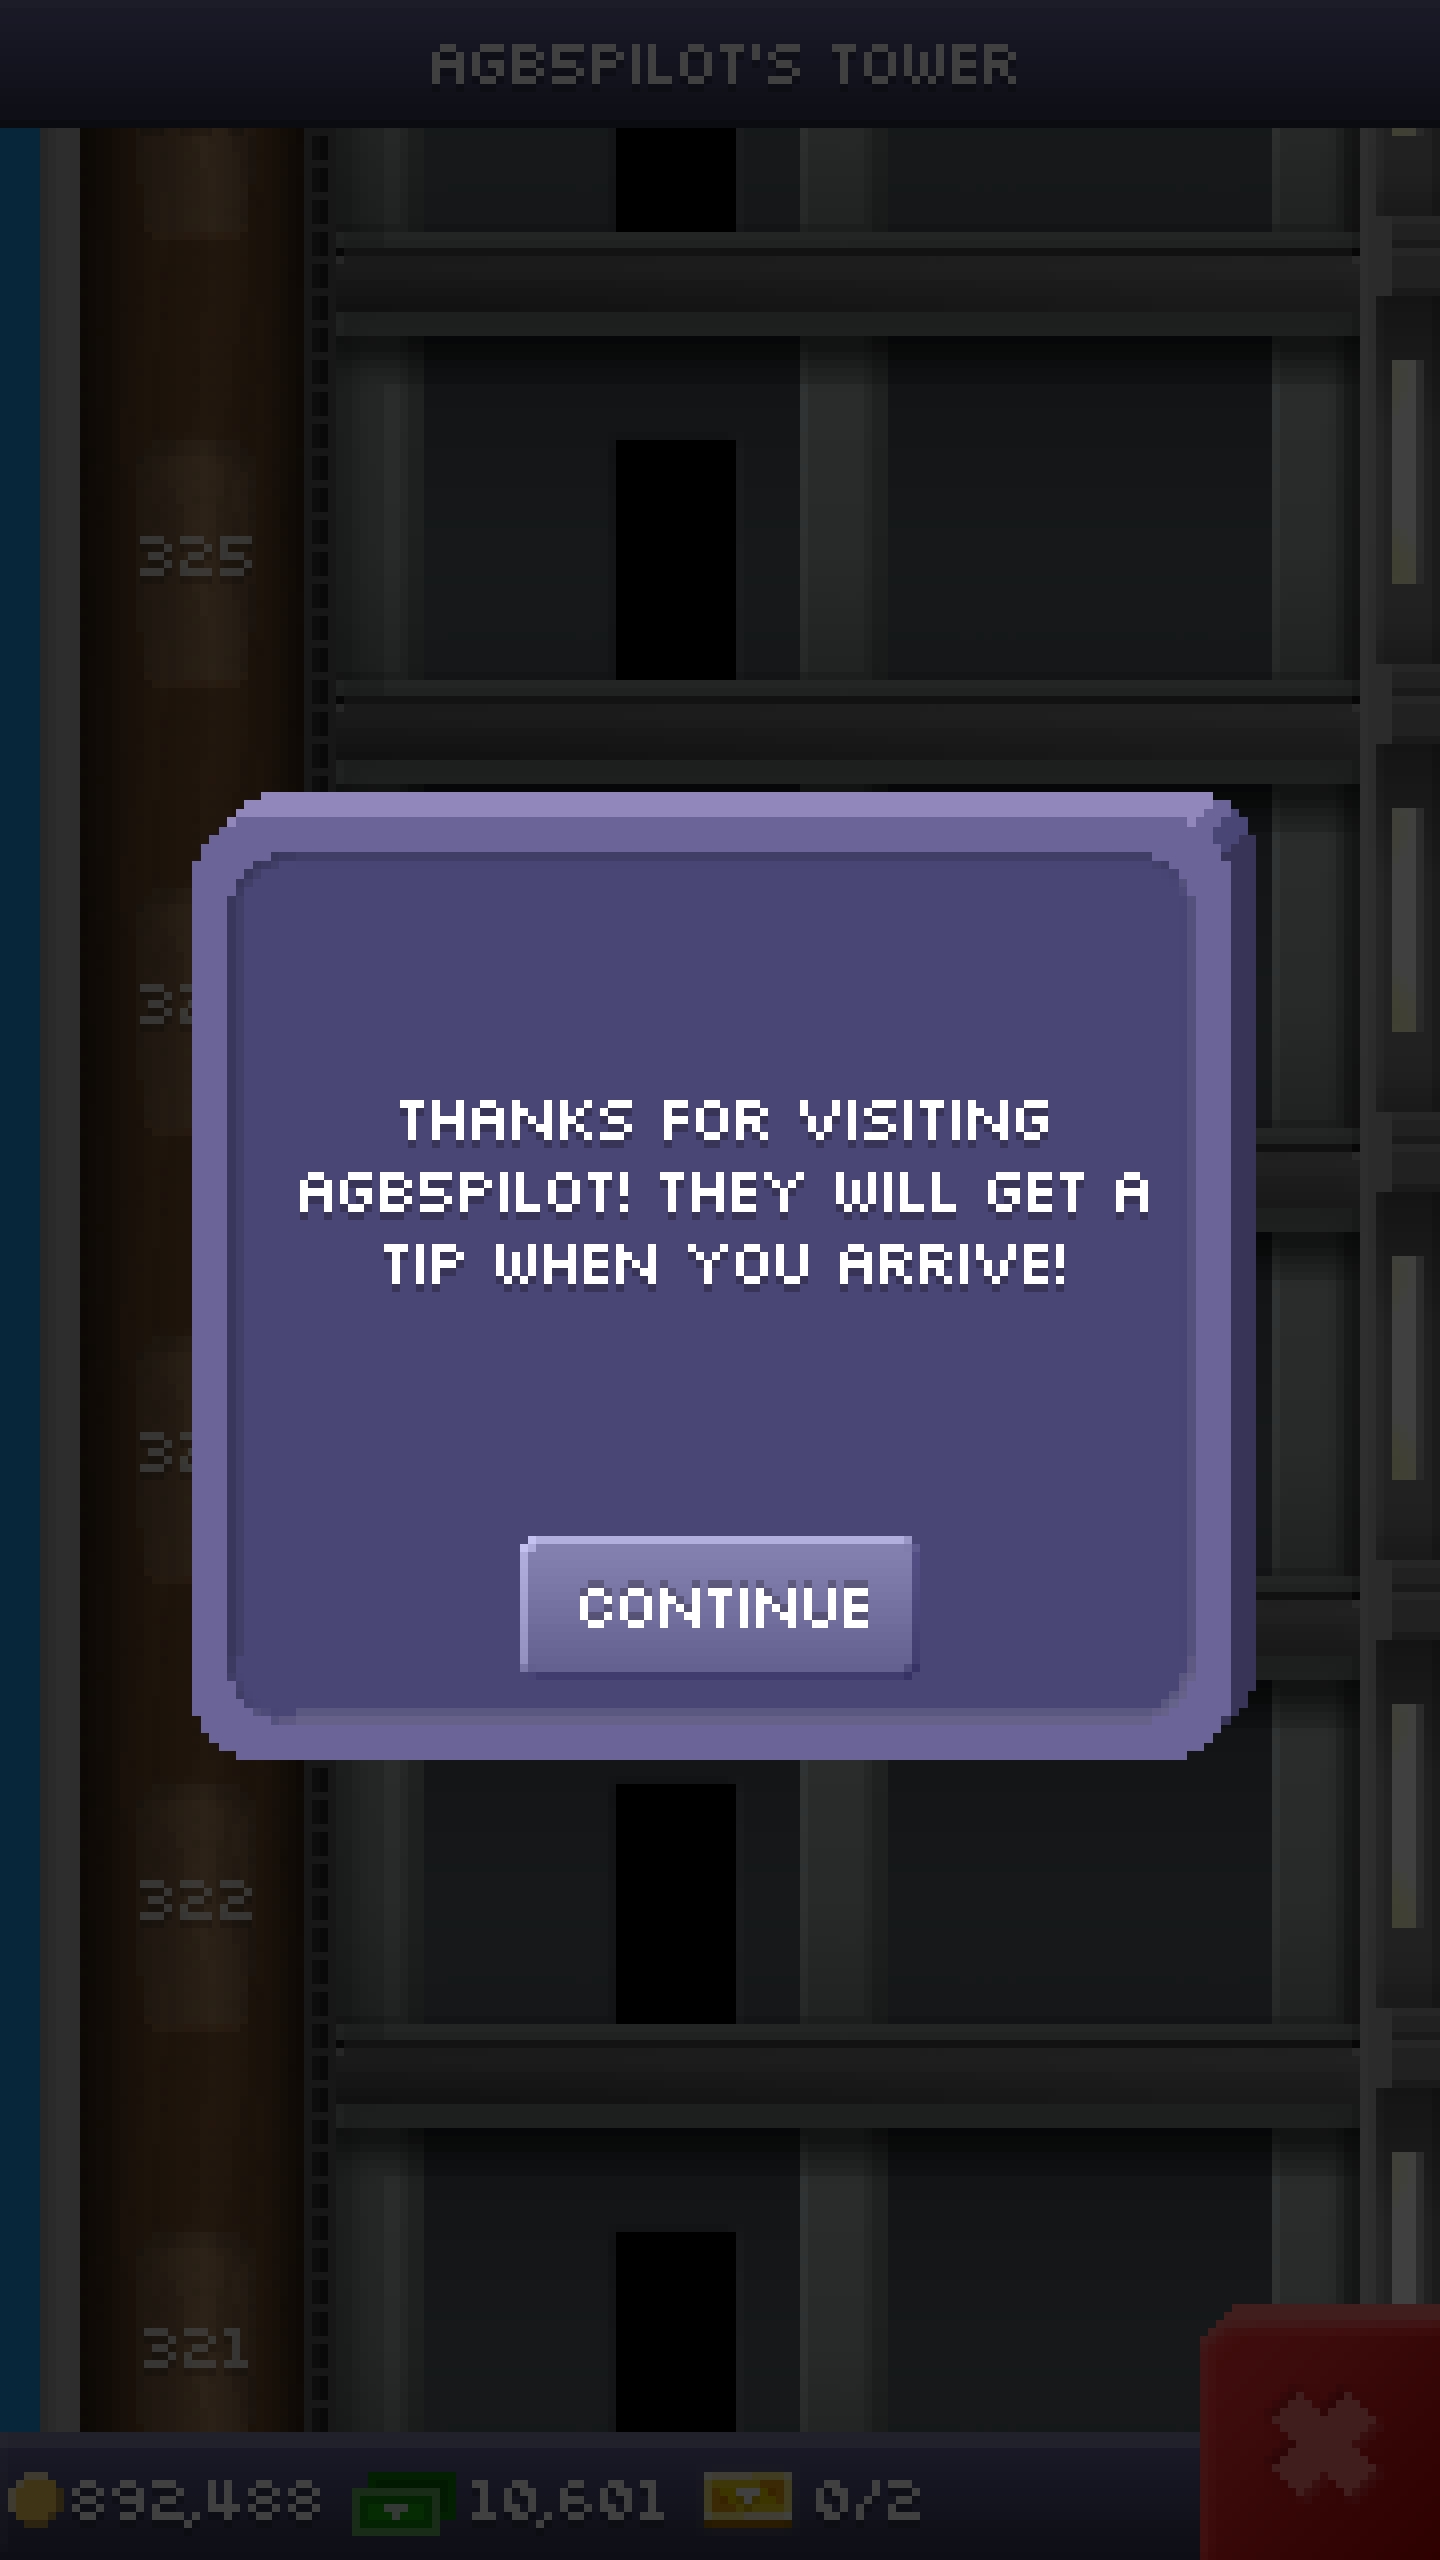 AGB5PILOT'S TOWER
325
THANKS FOR VISITING
AGB5PILOT! THEY WILL GET A
TIP WHEN YOU ARRIVE!
CONTINUE
322
321
892,488 10,601 0/2